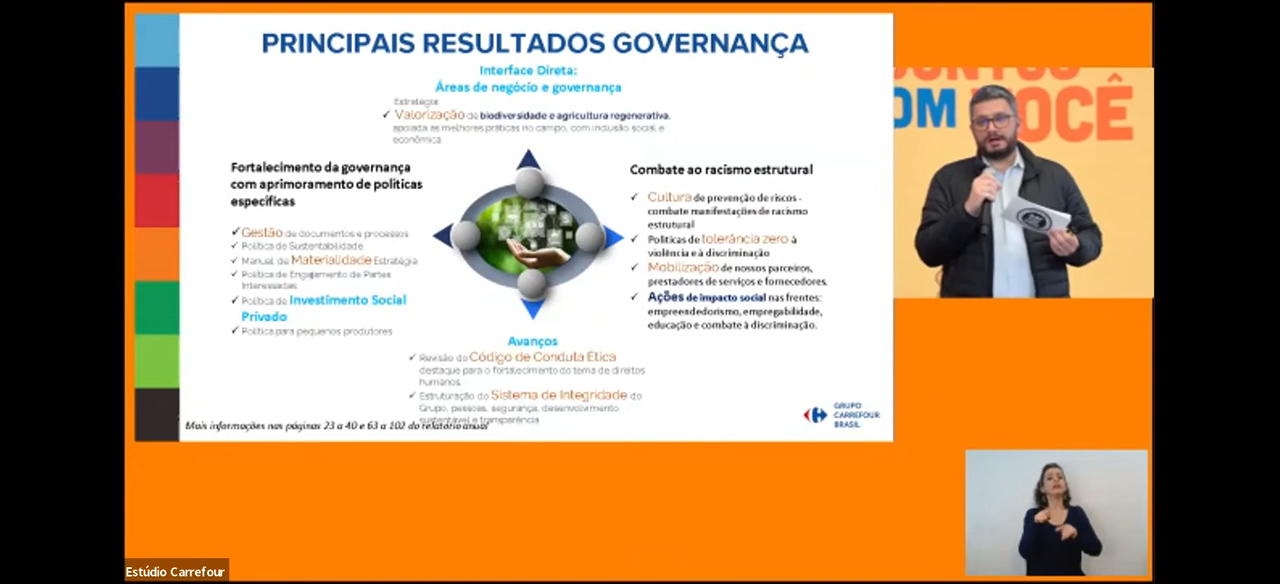 PRINCIPAIS RESULTADOS GOVERNANÇA
Interface Direta:
Áreas de negócio e governança
Estratégia:
✓ Valorização da biodiversidade e agricultura regenerativa,
apoiada as melhores práticas no campo, com inclusão social e
econômica
Fortalecimento da governança
com aprimoramento de políticas
específicas
✓ Gestão de documentos e processos
✓ Política de Sustentabilidade
✓ Manual de Materialidade Estratégia
✓ Política de Engajamento de Partes
Interessadas
✓ Política de Investimento Social
Privado
✓ Política para pequenos produtores
Combate ao racismo estrutural
✓ Cultura de prevenção de riscos -
combate manifestações de racismo
estrutural
✓ Políticas de tolerância zero à
violência e à discriminação
✓ Mobilização de nossos parceiros,
prestadores de serviços e fornecedores.
✓ Ações de impacto social nas frentes:
empreendedorismo, empregabilidade,
educação e combate à discriminação.
Avanços
✓ Revisão do Código de Conduta Ética
destaque para o fortalecimento do tema de direitos
humanos
✓ Estruturação do Sistema de Integridade do
Grupo, pessoas, segurança, desenvolvimento
sustentável e transparência
Mais informações nas páginas 23 a 40 e 63 a 102 do relatório anual
GRUPO
CARREFOUR
BRASIL
OM VOCÊ
Estúdio Carrefour